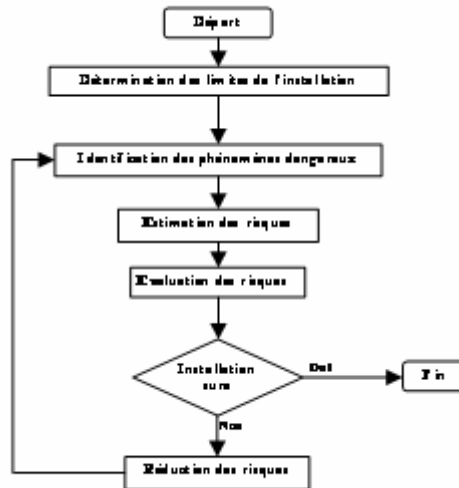 Départ
Détermination des limites de l'installation
Identification des phénomènes dangereux
Estimation des risques
Evaluation des risques
Installation
sure
Oui
Fin
Non
Réduction des risques